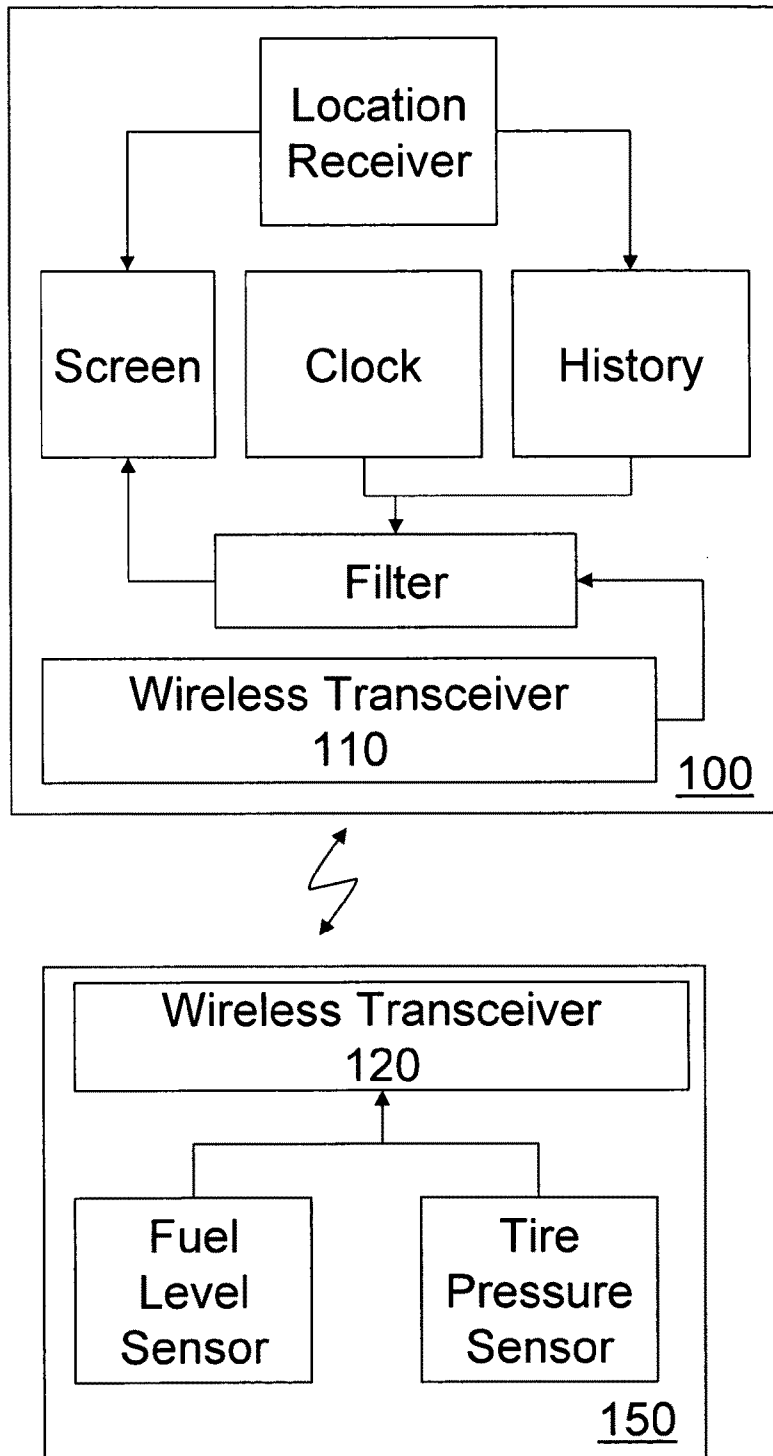 Location
Receiver
Screen
Clock
History
Filter
Wireless Transceiver
110
100
Wireless Transceiver
120
Fuel
Level
Sensor
Tire
Pressure
Sensor
150